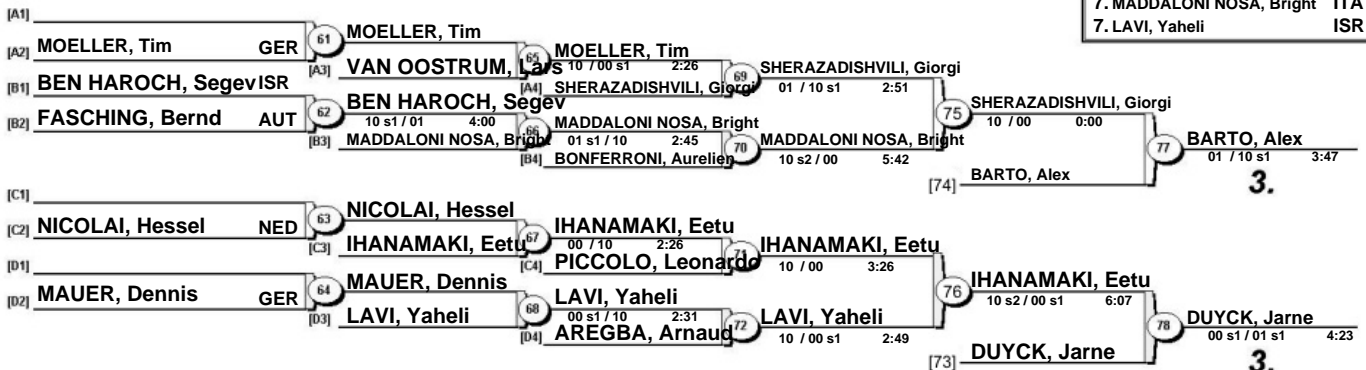 7. MADDALONI NOSA, Bright ITA
7. LAVI, Yaheli ISR
[A1]
[A2] MOELLER, Tim GER
61
MOELLER, Tim
[A3] VAN OOSTRUM, Lars
65
MOELLER, Tim
10 / 00 s1 2:26
[A4] SHERAZADISHVILI, Giorgi
69
SHERAZADISHVILI, Giorgi
01 / 10 s1 2:51
[B1] BEN HAROCH, Segev ISR
[B2] FASCHING, Bernd AUT
62
BEN HAROCH, Segev
10 s1 / 01 4:00
[B3] MADDALONI NOSA, Bright
66
MADDALONI NOSA, Bright
01 s1 / 10 2:45
[B4] BONFERRONI, Aurelien
70
MADDALONI NOSA, Bright
10 s2 / 00 5:42
75
SHERAZADISHVILI, Giorgi
10 / 00 0:00
[74] BARTO, Alex
77
BARTO, Alex
01 / 10 s1 3:47
3.
[C1]
[C2] NICOLAI, Hessel NED
63
NICOLAI, Hessel
[C3] IHANAMAKI, Eetu
67
IHANAMAKI, Eetu
00 / 10 2:26
[C4] PICCOLO, Leonardo
71
IHANAMAKI, Eetu
10 / 00 3:26
[D1]
[D2] MAUER, Dennis GER
64
MAUER, Dennis
[D3] LAVI, Yaheli
68
LAVI, Yaheli
00 s1 / 10 2:31
[D4] AREGBA, Arnaud
72
LAVI, Yaheli
10 / 00 s1 2:49
76
IHANAMAKI, Eetu
10 s2 / 00 s1 6:07
[73] DUYCK, Jarne
78
DUYCK, Jarne
00 s1 / 01 s1 4:23
3.